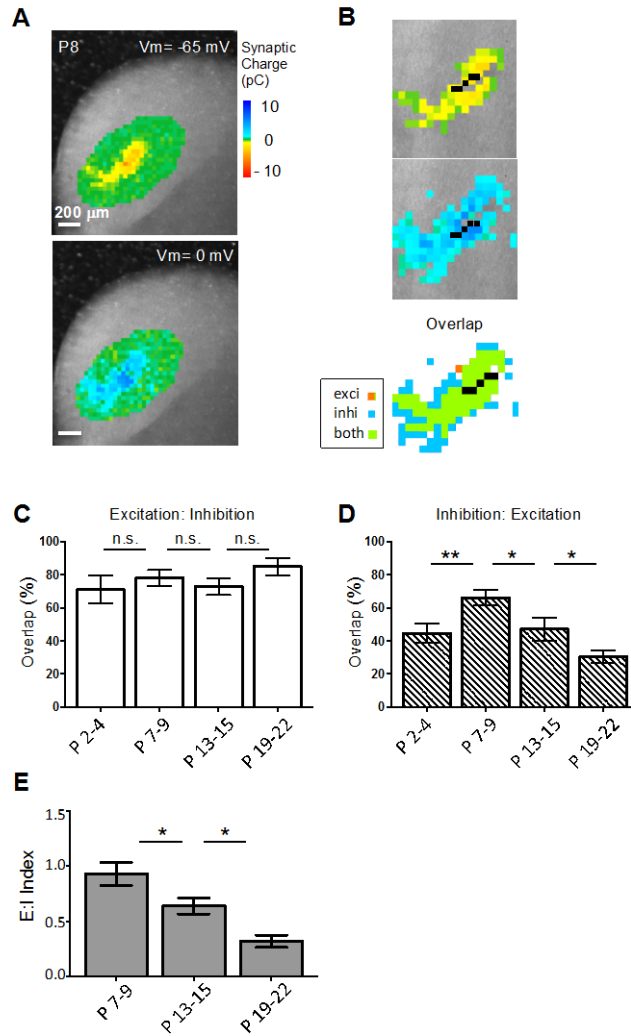 A
P8
Vm= -65 mV
Synaptic
Charge
(pC)
10
0
- 10
200 µm
Vm= 0 mV
B
Overlap
exci
inhi
both
C
Excitation: Inhibition
n.s.
n.s.
n.s.
100
80
60
40
20
0
Overlap (%)
P 2-4
P 7-9
P 13-15
P 19-22
D
Inhibition: Excitation
**
*
*
100
80
60
40
20
0
Overlap (%)
P 2-4
P 7-9
P 13-15
P 19-22
E
1.5
1.0
0.5
0.0
E:I Index
*
*
P 7-9
P 13-15
P 19-22